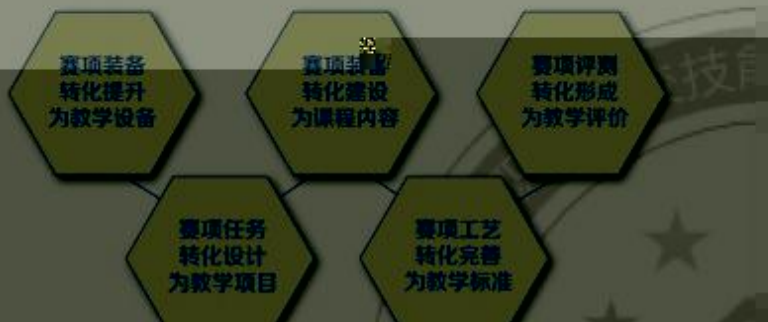 赛项装备
转化提升
为教学设备
赛项装备
转化建设
为课程内容
赛项评测
转化形成
为教学评价
赛项任务
转化设计
为教学项目
赛项工艺
转化完善
为教学标准
技能